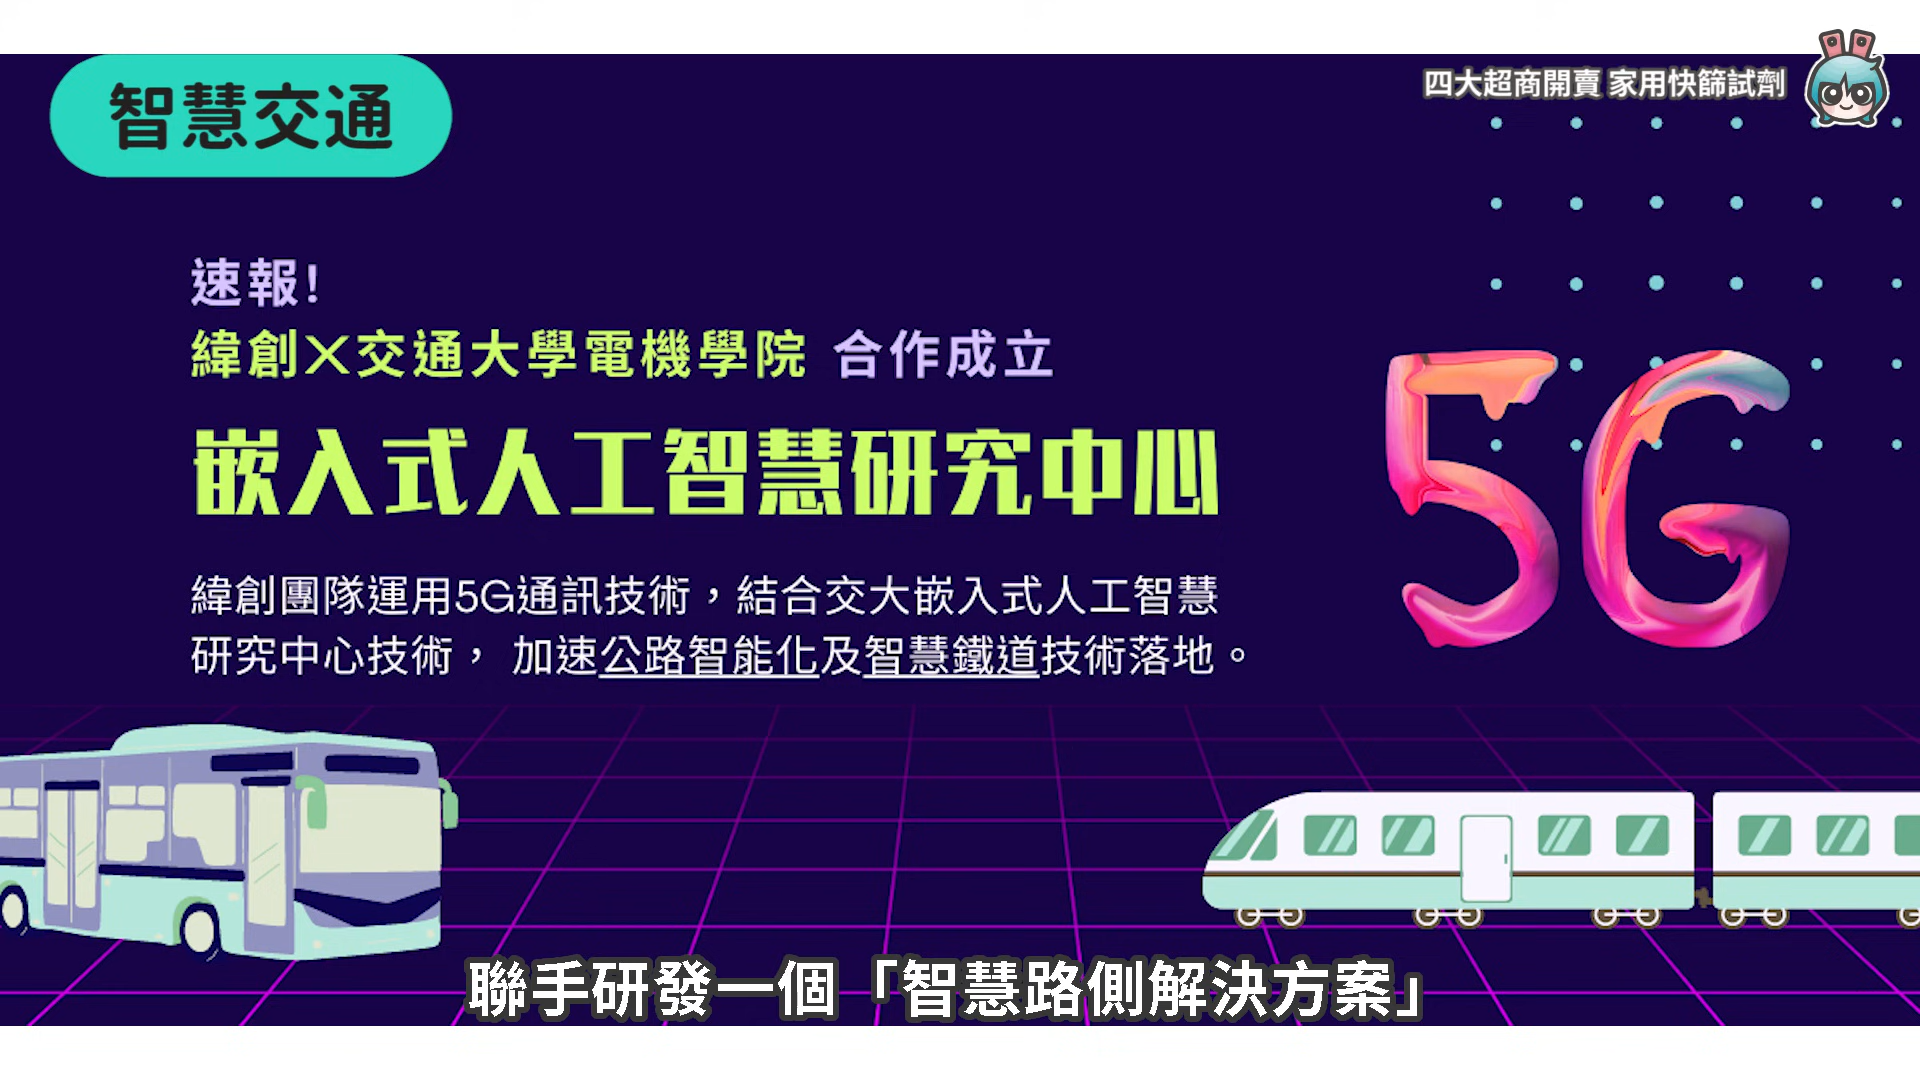 智慧交通
四大超商開賣 家用快篩試劑
速報!
緯創X交通大學電機學院 合作成立
嵌入式人工智慧研究中心
緯創團隊運用5G通訊技術，結合交大嵌入式人工智慧
研究中心技術， 加速公路智能化及智慧鐵道技術落地。
5G
聯手研發一個「智慧路側解決方案」